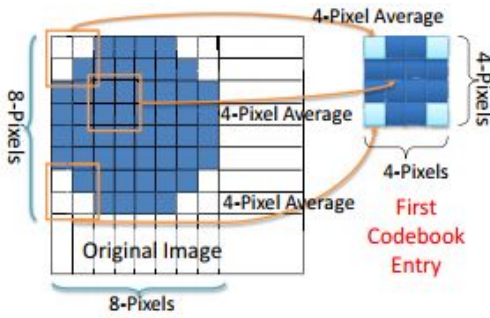 4-Pixel Average
8-Pixels
4-Pixels
4-Pixel Average
4-Pixel Average
4-Pixels
Original Image
First
Codebook
Entry
8-Pixels